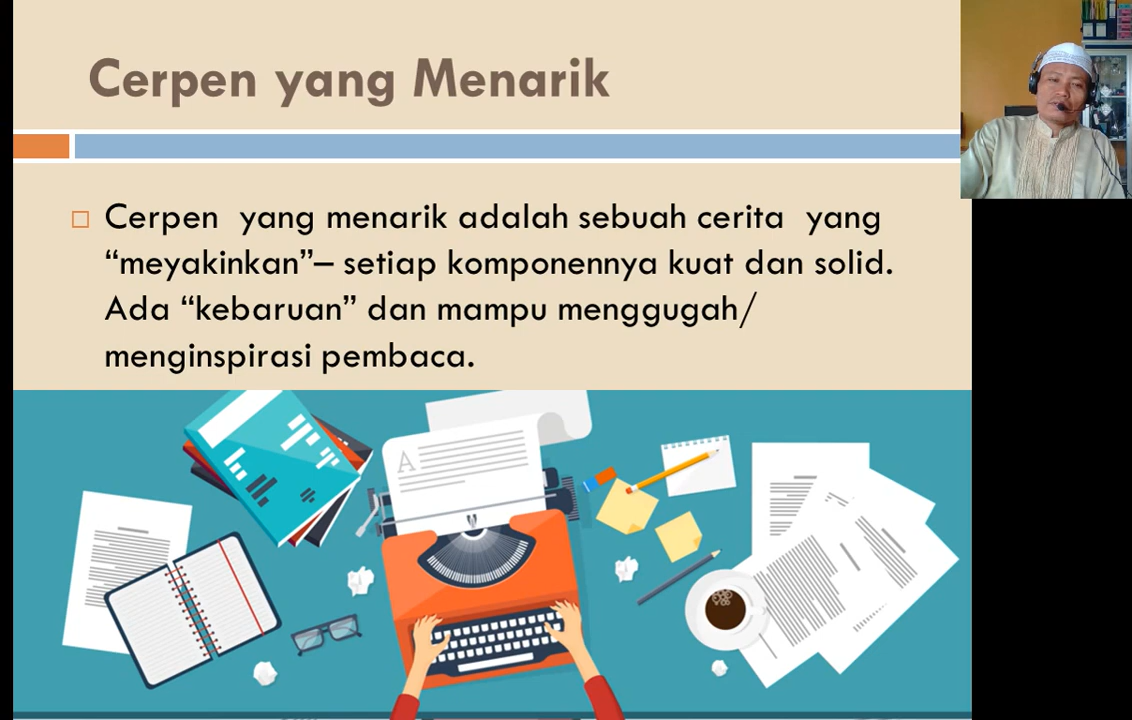 Cerpen yang Menarik
Cerpen yang menarik adalah sebuah cerita yang
“meyakinkan”– setiap komponennya kuat dan solid.
Ada “kebaruan” dan mampu menggugah/
menginspirasi pembaca.
A